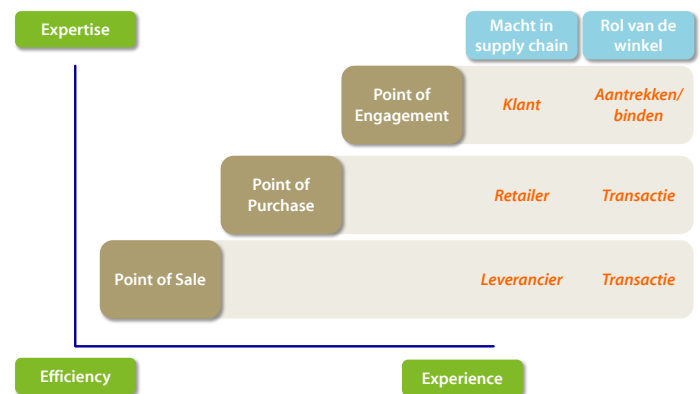 Expertise
Macht in
supply chain
Rol van de
winkel
Point of
Engagement
Klant
Aantrekken/
binden
Point of
Purchase
Retailer
Transactie
Point of Sale
Leverancier
Transactie
Efficiency
Experience